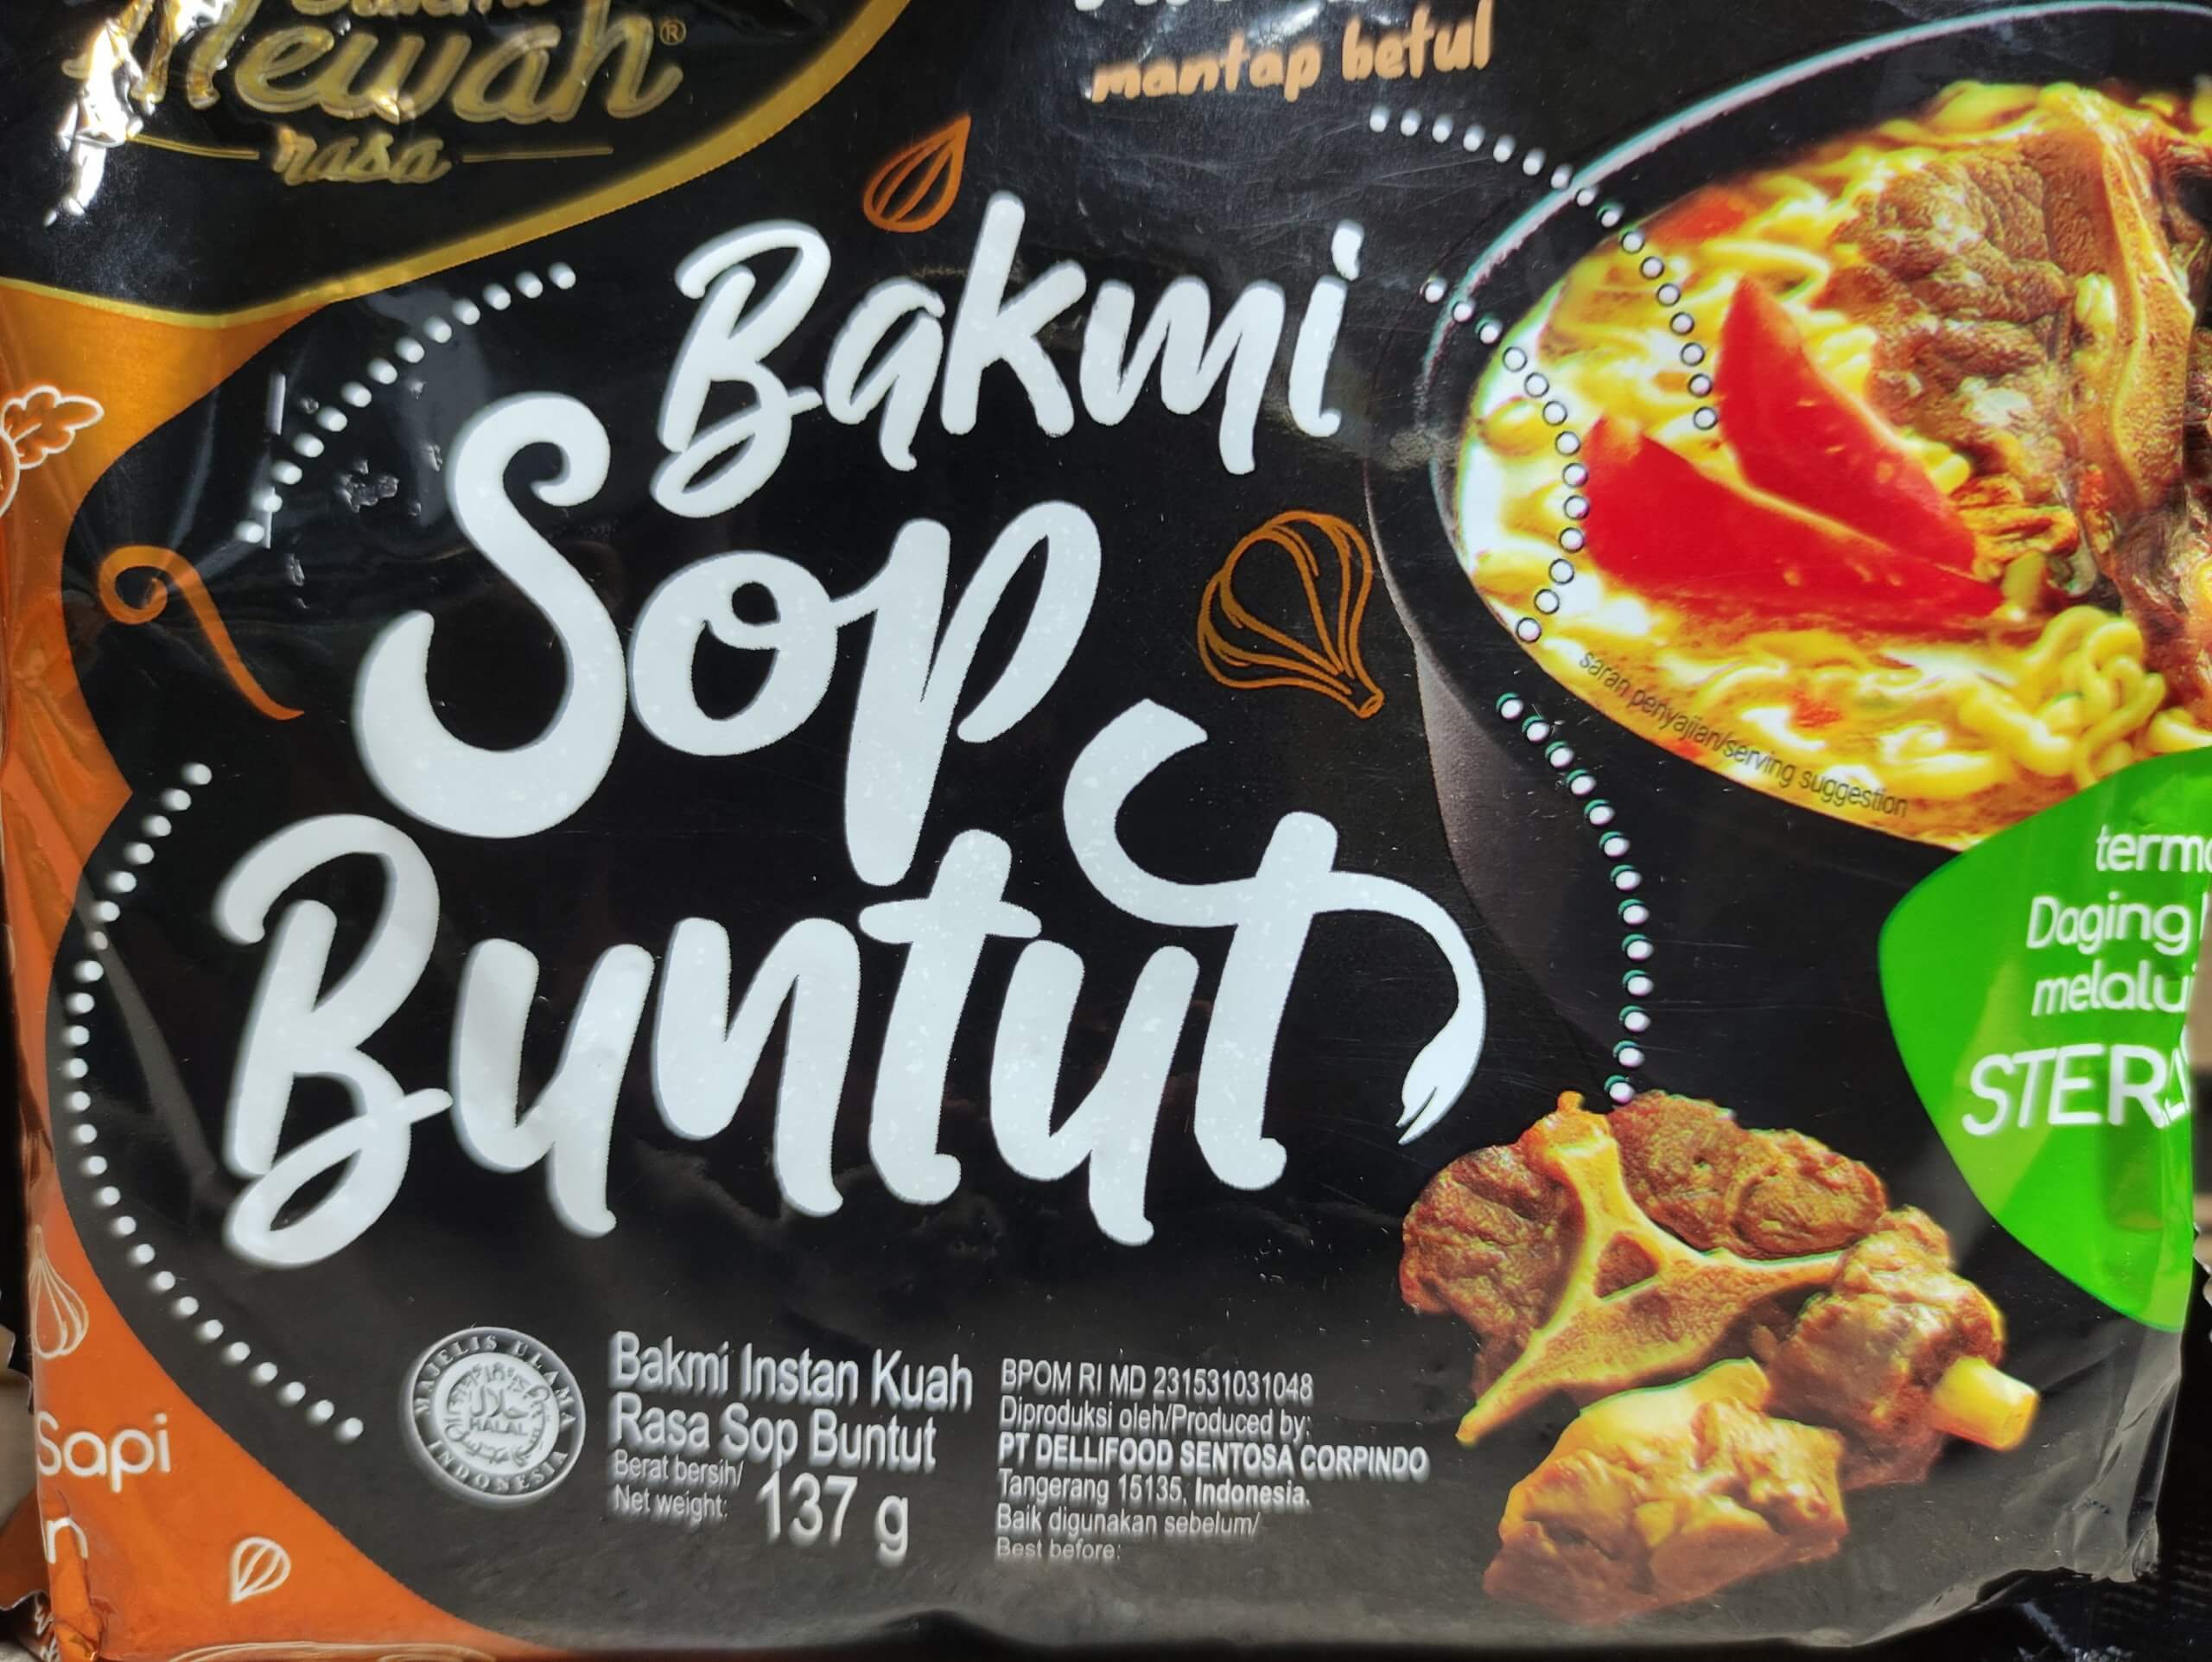 Mewah®
rasa
mantap betul
Bakmi
Sop
Buntut
saran penyajian/serving suggestion
Daging
STER
Sapi
n
MAJELIS ULAMA
HALAL
INDONESIA
Bakmi Instan Kuah
Rasa Sop Buntut
Berat bersih/
Net weight:
137 g
BPOM RI MD 231531031048
Diproduksi oleh/Produced by:
PT DELLIFOOD SENTOSA CORPINDO
Tangerang 15135, Indonesia.
Baik digunakan sebelum/
Best before: